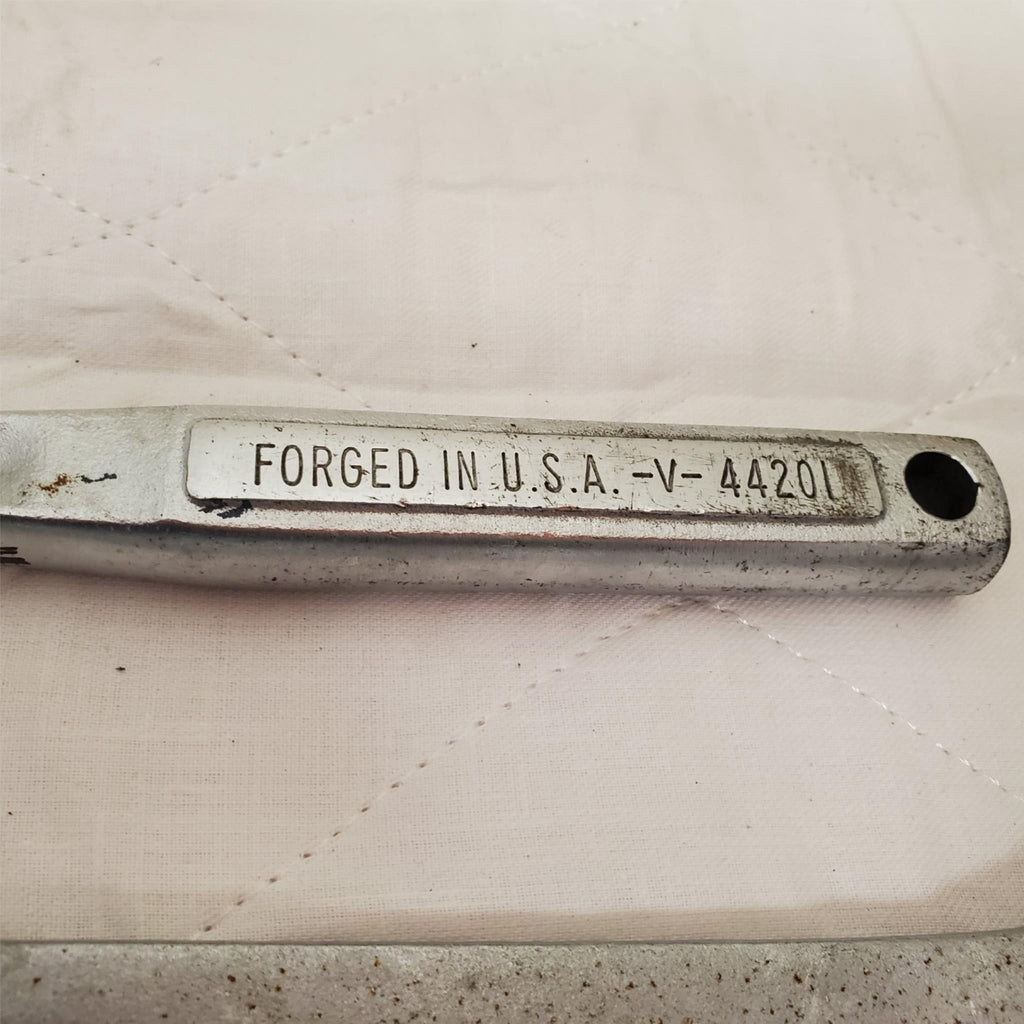 FORGED IN U.S.A. -V- 44201